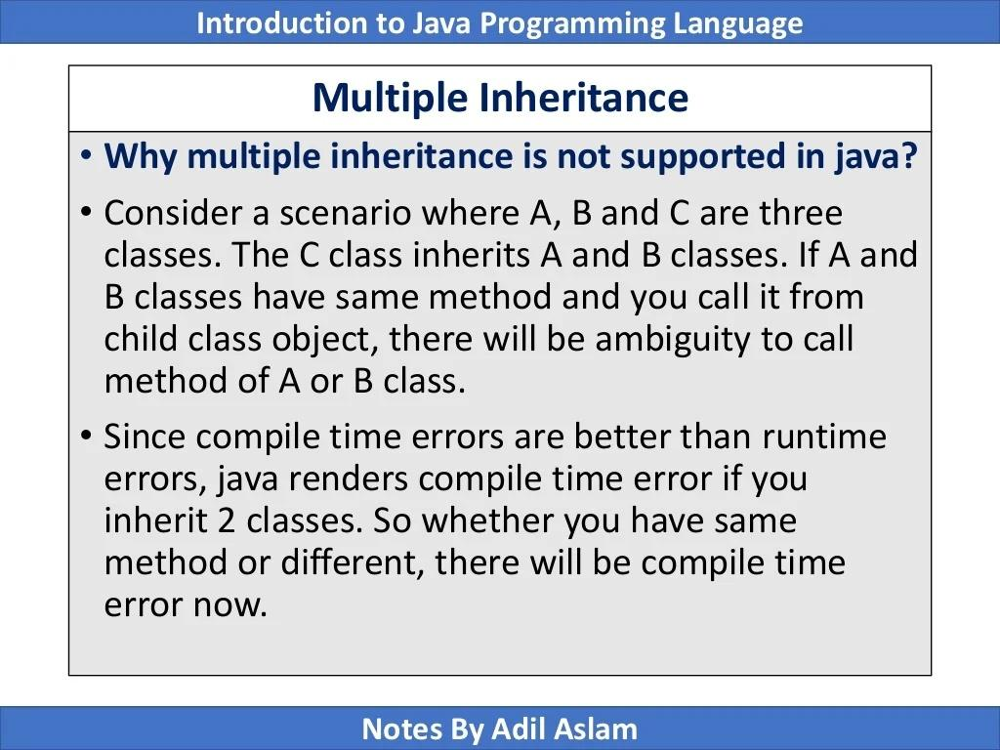 Introduction to Java Programming Language
Multiple Inheritance
• Why multiple inheritance is not supported in java?
• Consider a scenario where A, B and C are three
classes. The C class inherits A and B classes. If A and
B classes have same method and you call it from
child class object, there will be ambiguity to call
method of A or B class.
• Since compile time errors are better than runtime
errors, java renders compile time error if you
inherit 2 classes. So whether you have same
method or different, there will be compile time
error now.
Notes By Adil Aslam